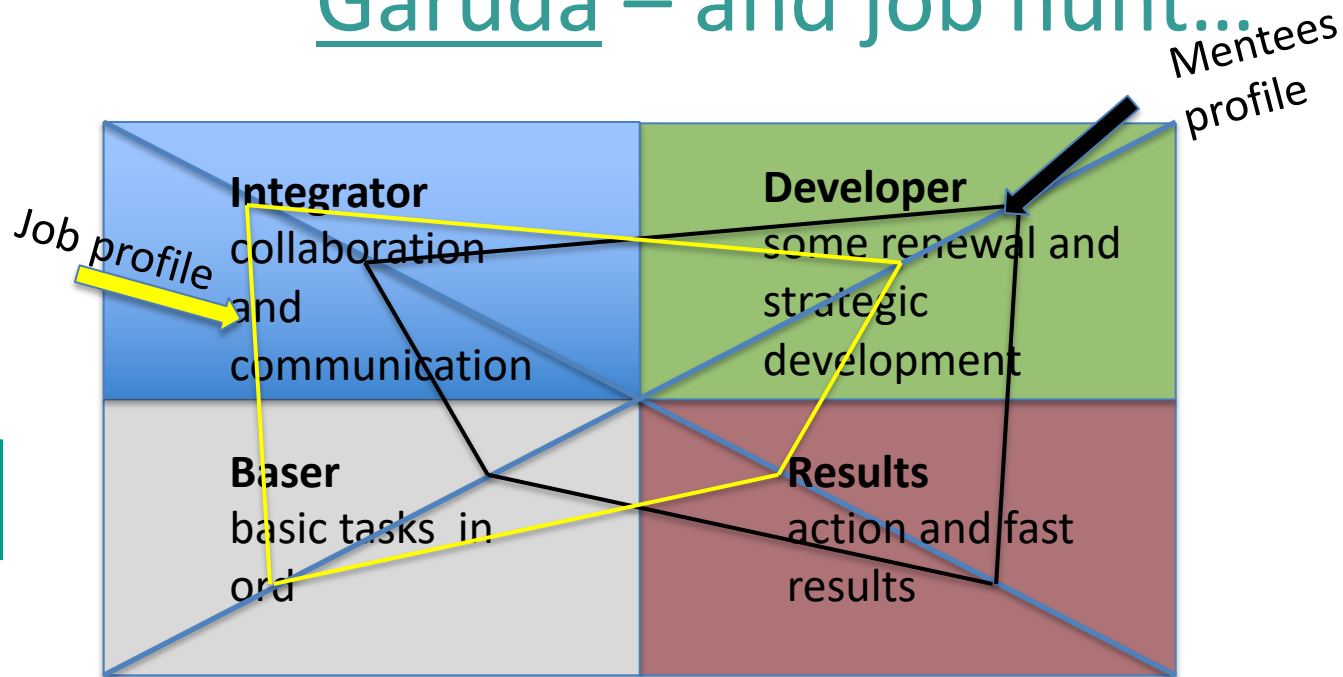 Garuda – and job hunt...
Mentees
profile
Job profile
Integrator
collaboration
and
communication
Developer
some renewal and
strategic
development
Baser
basic tasks in
ord
Results
action and fast
results